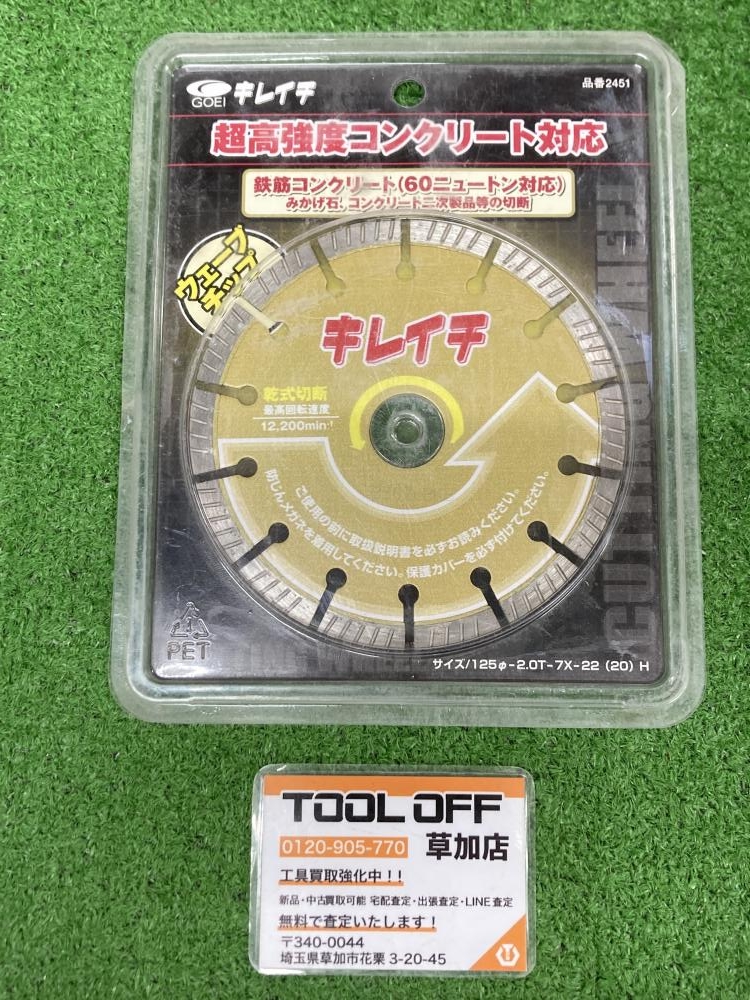 GOEI キレイチ
品番2451
超高強度コンクリート対応
鉄筋コンクリート(60ニュートン対応)
みかげ石、コンクリート二次製品等の切断
ウェーブ
チップ
キレイチ
乾式切断
最高回転速度
12,200min⁻¹
ご使用の前に取扱説明書を必ずお読みください。
防じんメガネを着用してください。保護カバーを必ず付けてください。
PET
サイズ/125φ-2.0T-7X-22(20)H
TOOL OFF
0120-905-770 草加店
工具買取強化中!!
新品・中古買取可能 宅配査定・出張査定・LINE査定
無料で査定いたします!
〒340-0044
埼玉県草加市花栗 3-20-45